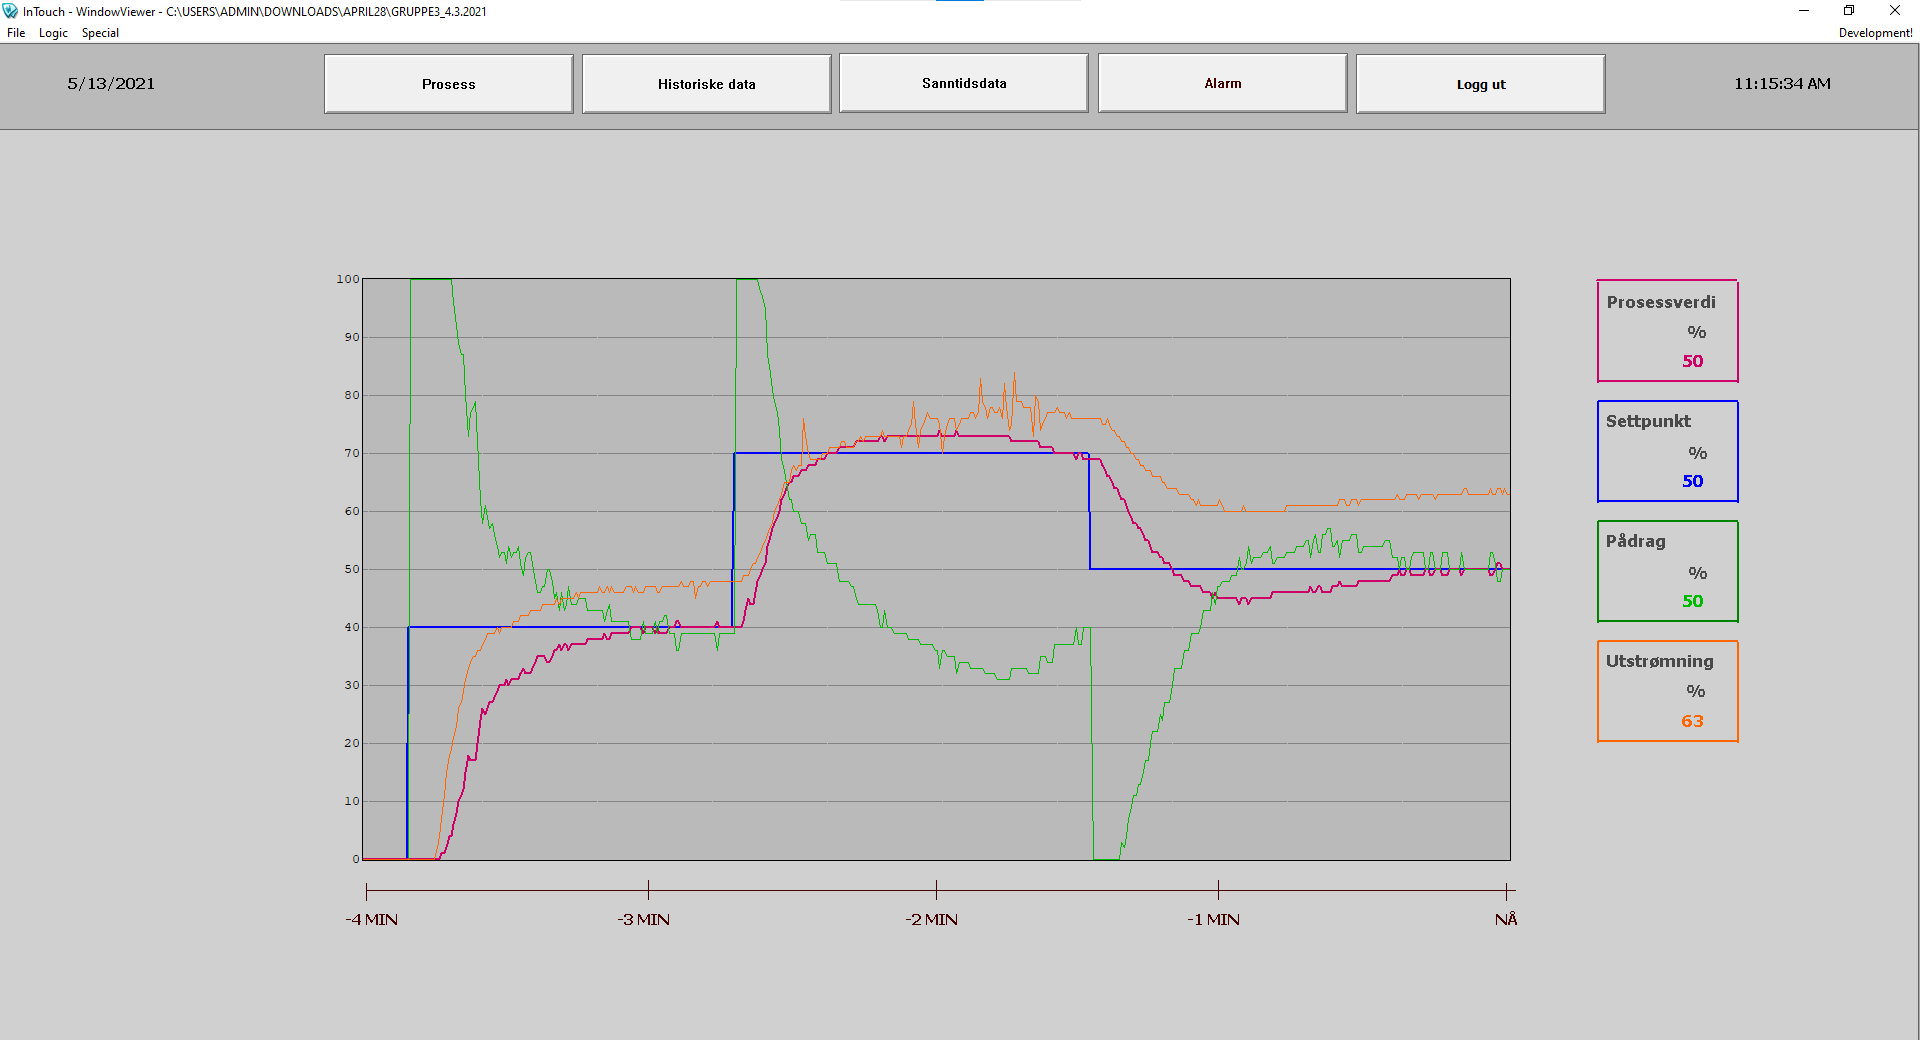 InTouch - WindowViewer - C:\USERS\ADMIN\DOWNLOADS\APRIL28\GRUPPE3_4.3.2021
File Logic Special Development!
5/13/2021 Prosess Historiske data Sanntidsdata Alarm Logg ut 11:15:34 AM
100
90
80
70
60
50
40
30
20
10
0
-4 MIN -3 MIN -2 MIN -1 MIN NÅ
Prosessverdi
%
50
Settpunkt
%
50
Pådrag
%
50
Utstrømning
%
63